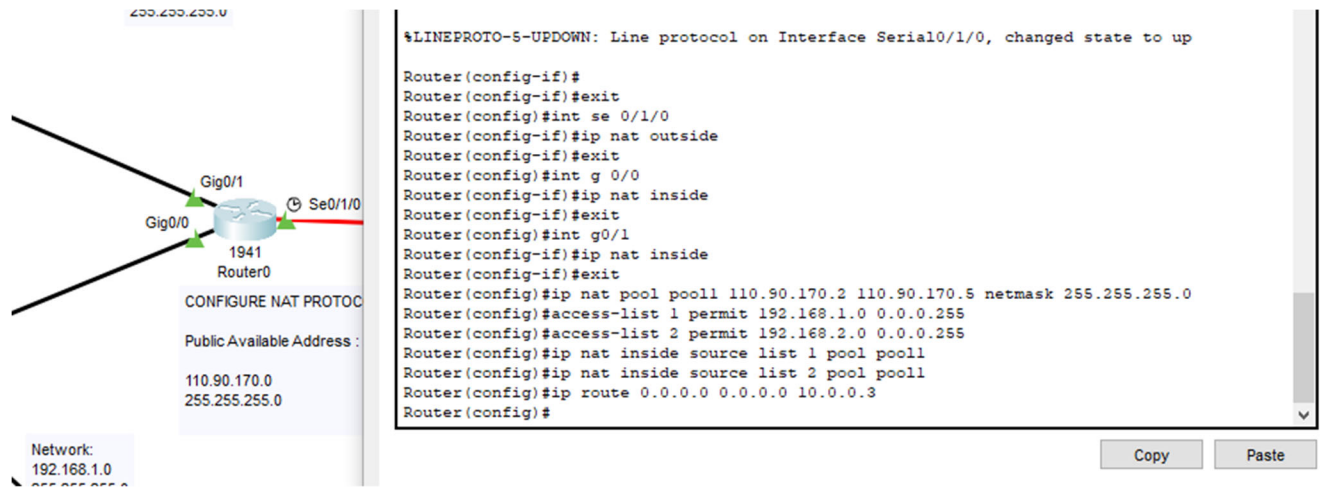 255.255.255.0
Gig0/1
Se0/1/0
Gig0/0
1941
Router0
CONFIGURE NAT PROTOC
Public Available Address :
110.90.170.0
255.255.255.0
Network:
192.168.1.0
255.255.255.0
%LINEPROTO-5-UPDOWN: Line protocol on Interface Serial0/1/0, changed state to up
Router(config-if)#
Router(config-if)#exit
Router(config)#int se 0/1/0
Router(config-if)#ip nat outside
Router(config-if)#exit
Router(config)#int g 0/0
Router(config-if)#ip nat inside
Router(config-if)#exit
Router(config)#int g0/1
Router(config-if)#ip nat inside
Router(config-if)#exit
Router(config)#ip nat pool pool1 110.90.170.2 110.90.170.5 netmask 255.255.255.0
Router(config)#access-list 1 permit 192.168.1.0 0.0.0.255
Router(config)#access-list 2 permit 192.168.2.0 0.0.0.255
Router(config)#ip nat inside source list 1 pool pool1
Router(config)#ip nat inside source list 2 pool pool1
Router(config)#ip route 0.0.0.0 0.0.0.0 10.0.0.3
Router(config)#
Copy
Paste